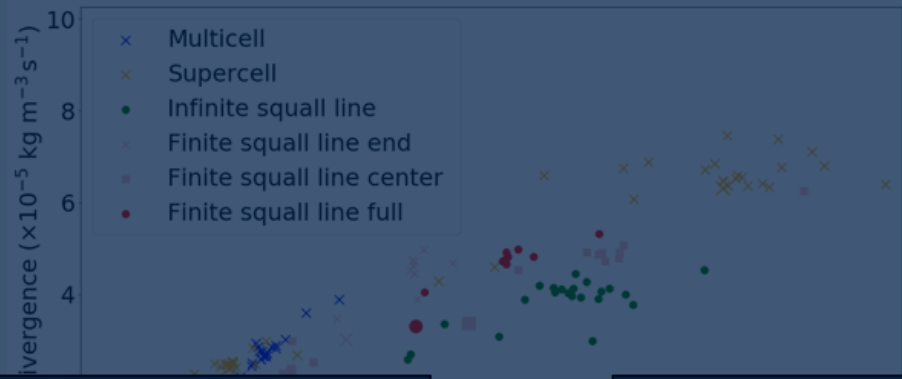 10
8
6
4
ivergence (×10⁻⁵ kg m⁻³ s⁻¹)
Multicell
Supercell
Infinite squall line
Finite squall line end
Finite squall line center
Finite squall line full